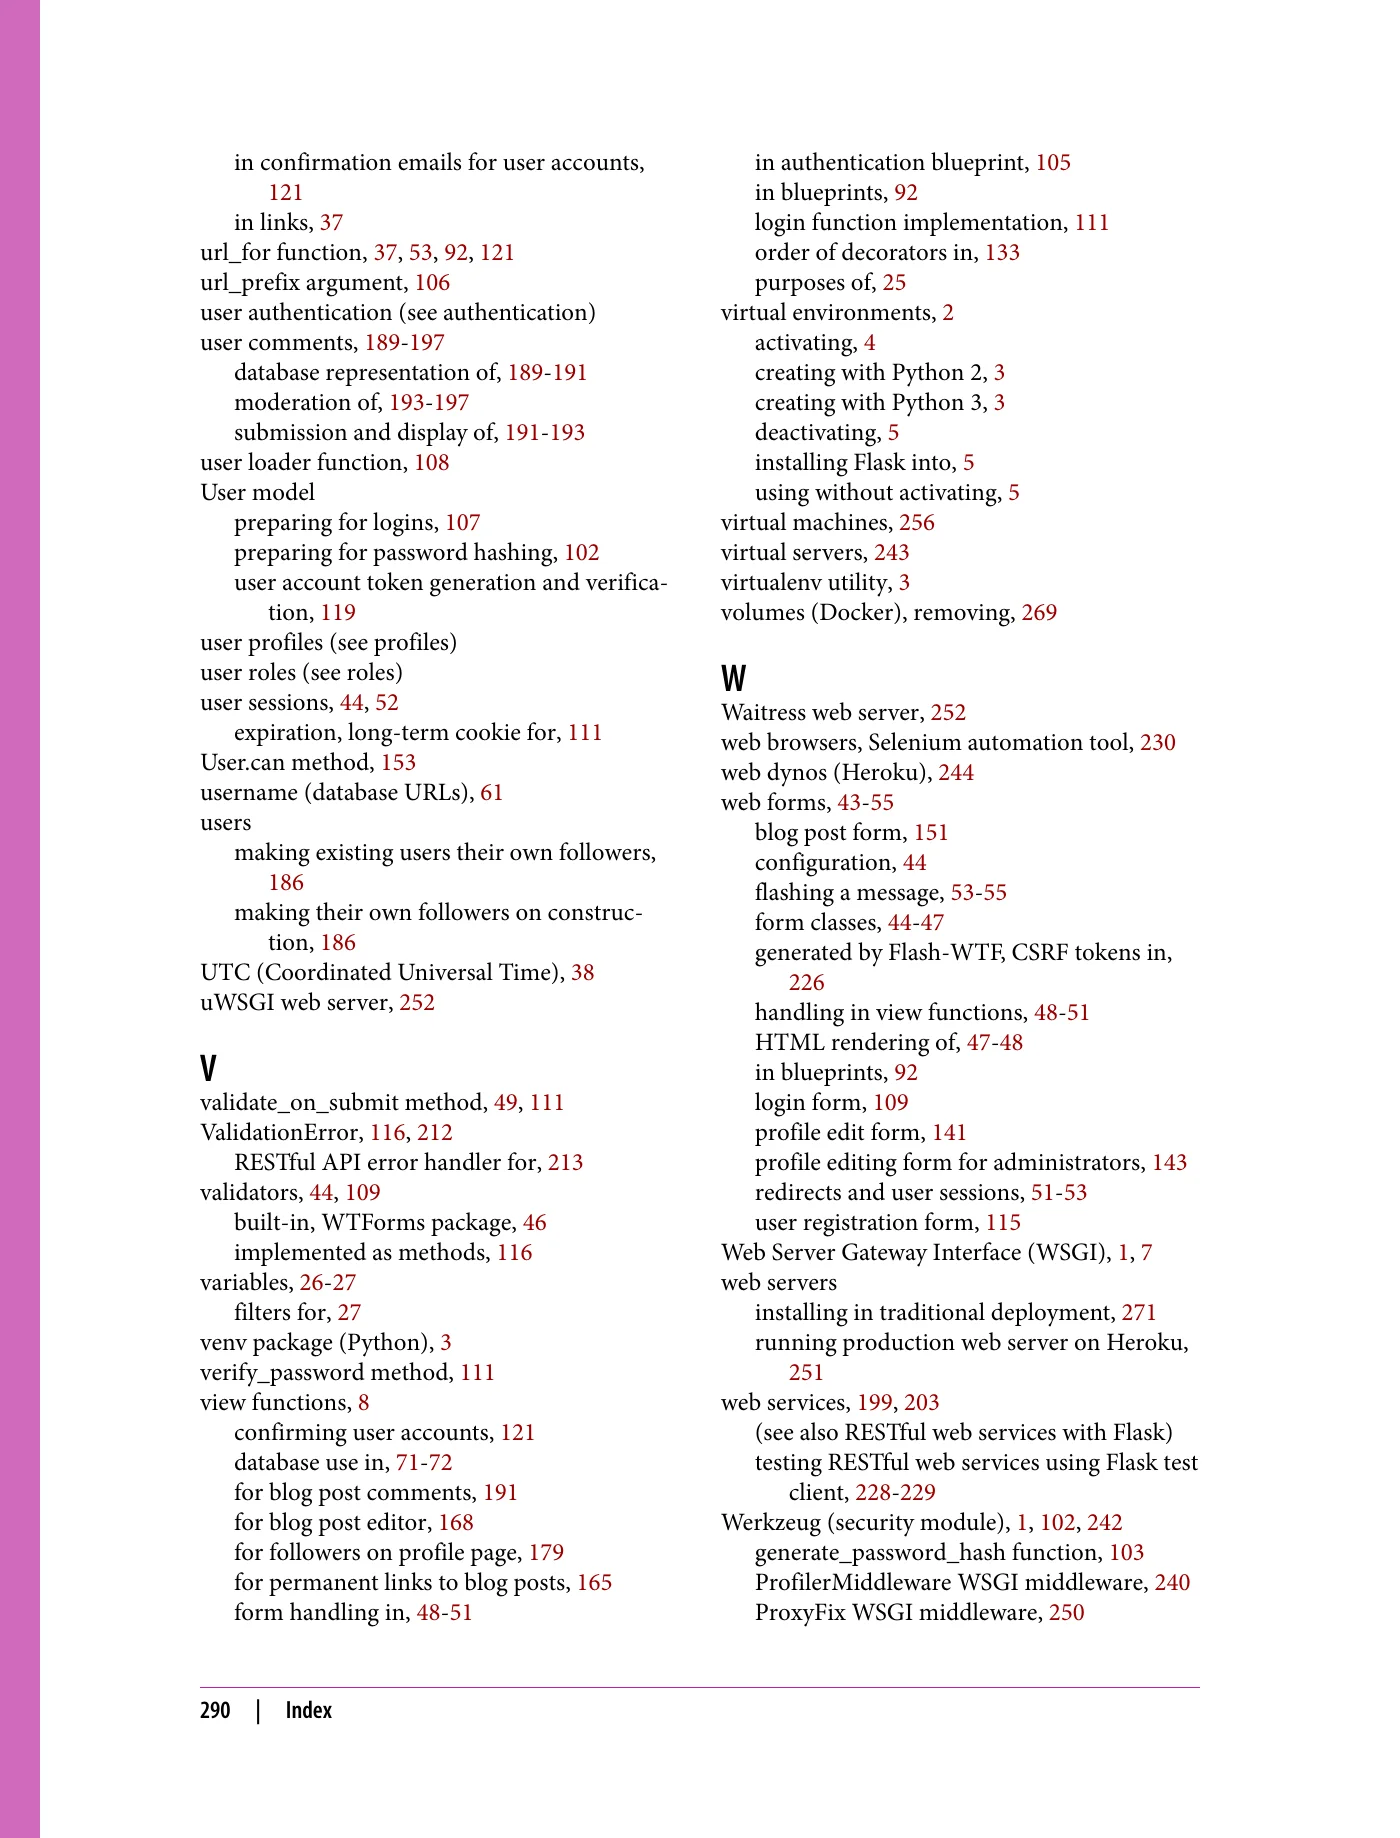 in confirmation emails for user accounts,
121
in links, 37
url_for function, 37, 53, 92, 121
url_prefix argument, 106
user authentication (see authentication)
user comments, 189-197
database representation of, 189-191
moderation of, 193-197
submission and display of, 191-193
user loader function, 108
User model
preparing for logins, 107
preparing for password hashing, 102
user account token generation and verifica-
tion, 119
user profiles (see profiles)
user roles (see roles)
user sessions, 44, 52
expiration, long-term cookie for, 111
User.can method, 153
username (database URLs), 61
users
making existing users their own followers,
186
making their own followers on construc-
tion, 186
UTC (Coordinated Universal Time), 38
uWSGI web server, 252
V
validate_on_submit method, 49, 111
ValidationError, 116, 212
RESTful API error handler for, 213
validators, 44, 109
built-in, WTForms package, 46
implemented as methods, 116
variables, 26-27
filters for, 27
venv package (Python), 3
verify_password method, 111
view functions, 8
confirming user accounts, 121
database use in, 71-72
for blog post comments, 191
for blog post editor, 168
for followers on profile page, 179
for permanent links to blog posts, 165
form handling in, 48-51
in authentication blueprint, 105
in blueprints, 92
login function implementation, 111
order of decorators in, 133
purposes of, 25
virtual environments, 2
activating, 4
creating with Python 2, 3
creating with Python 3, 3
deactivating, 5
installing Flask into, 5
using without activating, 5
virtual machines, 256
virtual servers, 243
virtualenv utility, 3
volumes (Docker), removing, 269
W
Waitress web server, 252
web browsers, Selenium automation tool, 230
web dynos (Heroku), 244
web forms, 43-55
blog post form, 151
configuration, 44
flashing a message, 53-55
form classes, 44-47
generated by Flash-WTF, CSRF tokens in,
226
handling in view functions, 48-51
HTML rendering of, 47-48
in blueprints, 92
login form, 109
profile edit form, 141
profile editing form for administrators, 143
redirects and user sessions, 51-53
user registration form, 115
Web Server Gateway Interface (WSGI), 1, 7
web servers
installing in traditional deployment, 271
running production web server on Heroku,
251
web services, 199, 203
(see also RESTful web services with Flask)
testing RESTful web services using Flask test
client, 228-229
Werkzeug (security module), 1, 102, 242
generate_password_hash function, 103
ProfilerMiddleware WSGI middleware, 240
ProxyFix WSGI middleware, 250
290 | Index